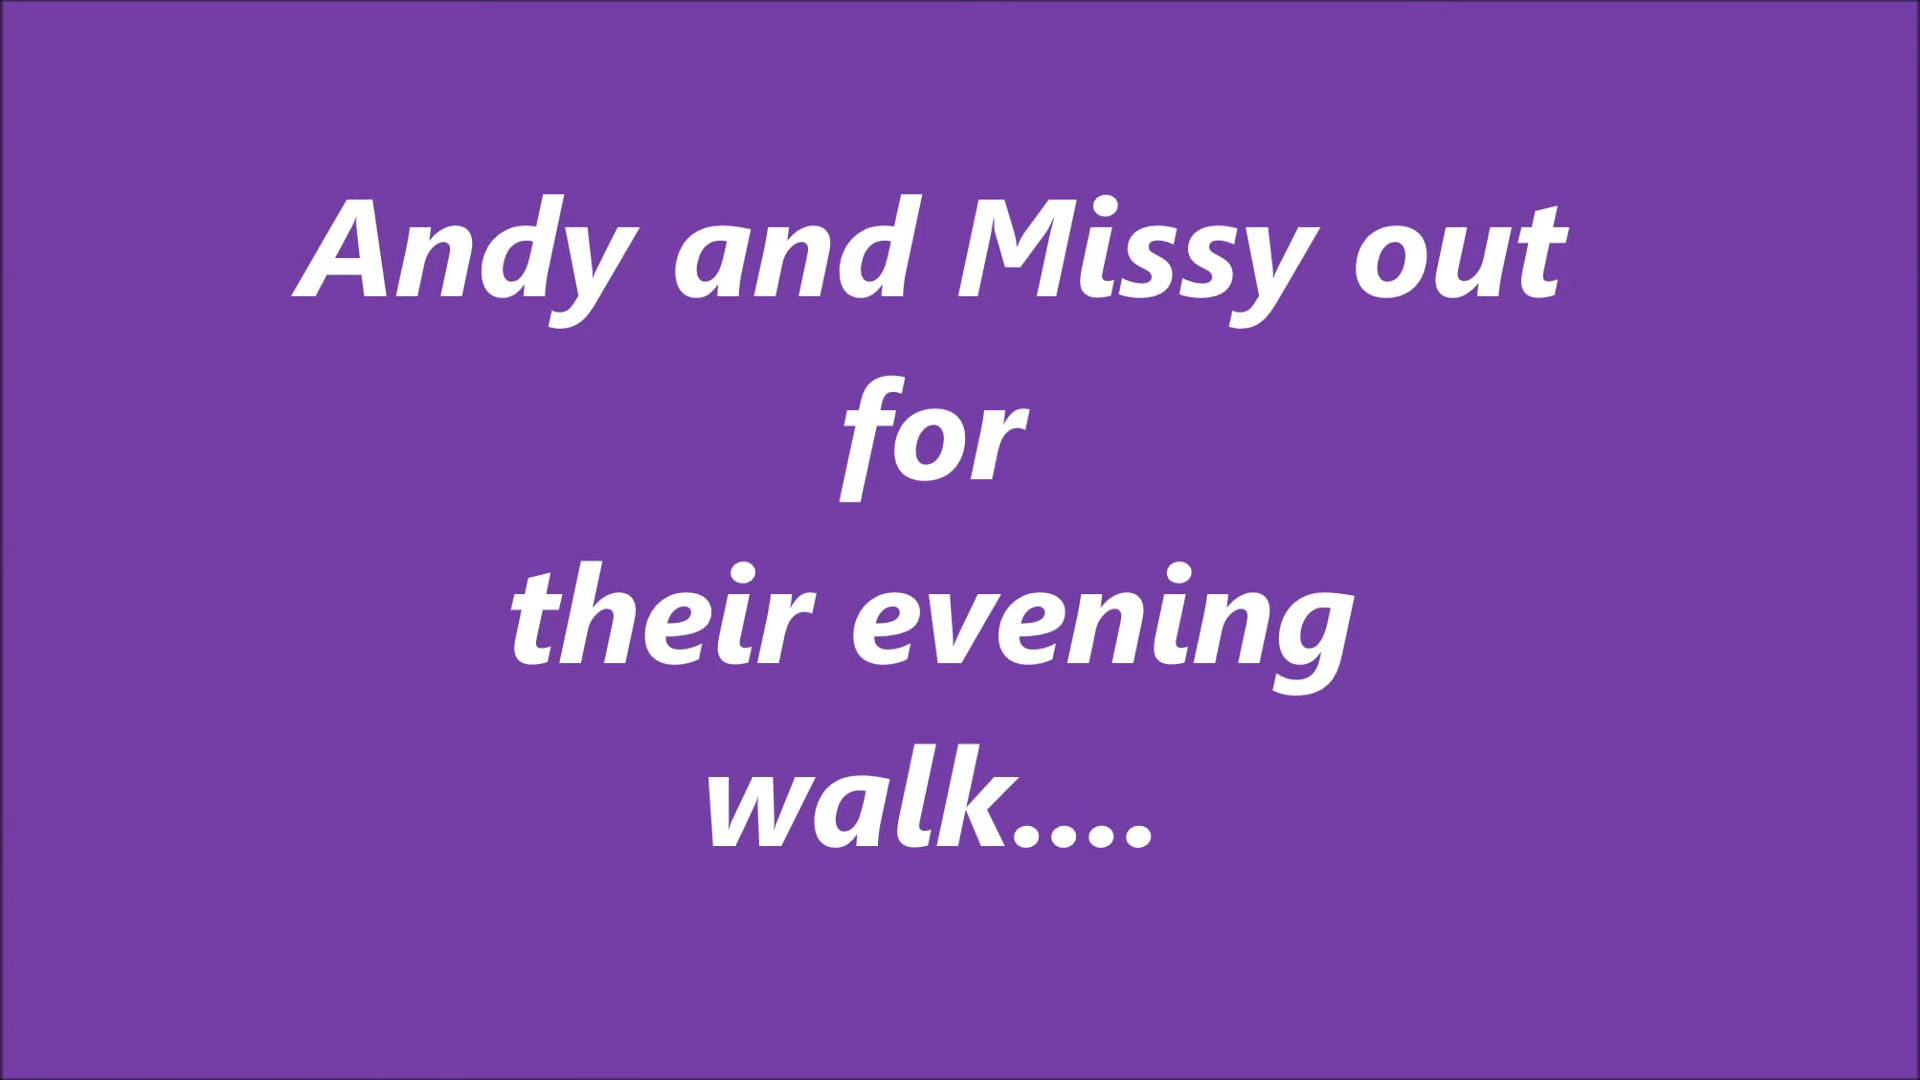 Andy and Missy out
for
their evening
walk....